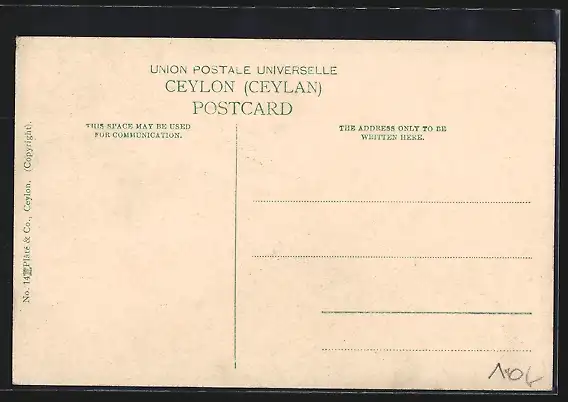 UNION POSTALE UNIVERSELLE
CEYLON (CEYLAN)
POSTCARD
THIS SPACE MAY BE USED
FOR COMMUNICATION.
THE ADDRESS ONLY TO BE
WRITTEN HERE.
Plâté & Co., Ceylon. (Copyright).